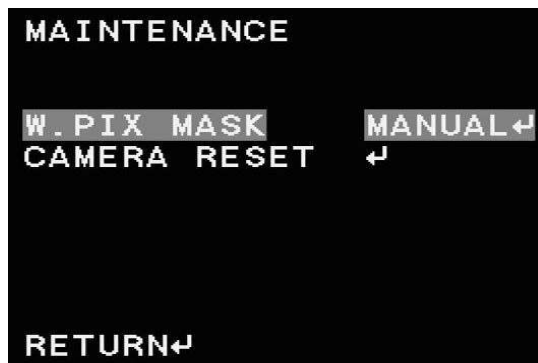 MAINTENANCE
W.PIX MASK MANUAL↵
CAMERA RESET ↵
RETURN↵